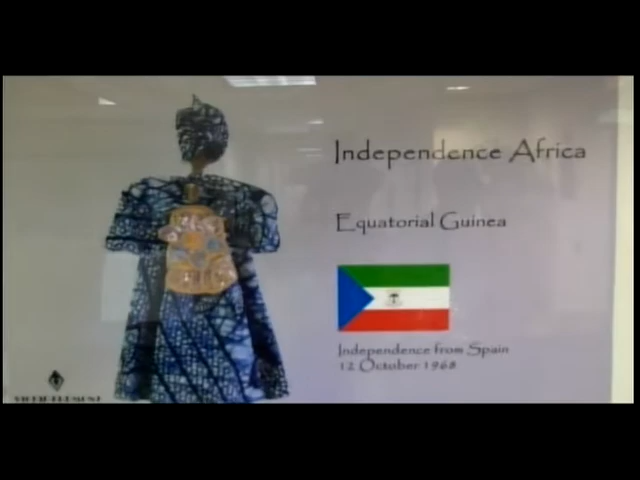 Independence Africa
Equatorial Guinea
Independence from Spain
12 October 1968